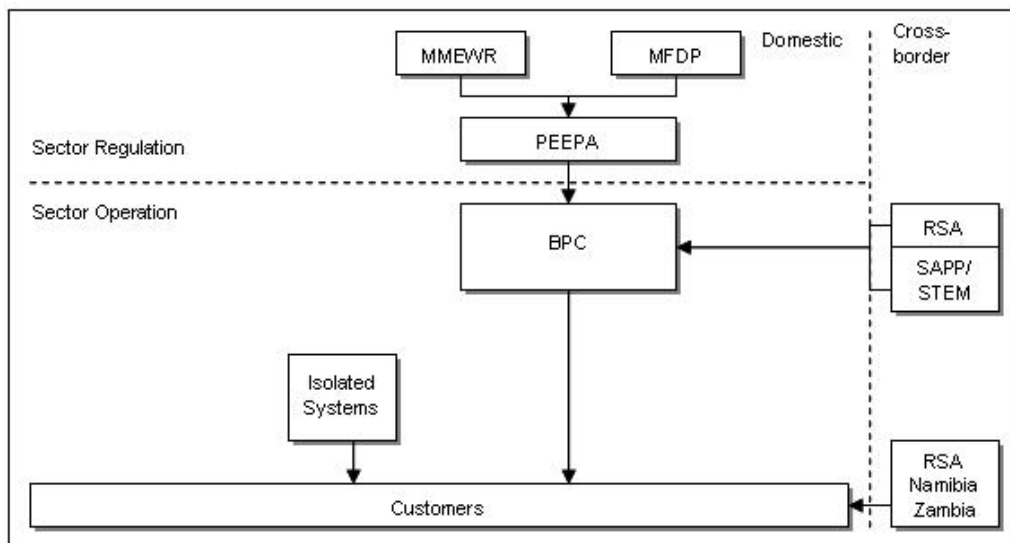 Domestic
Cross-
border
MMEWR
MFDP
PEEPA
Sector Regulation
Sector Operation
BPC
RSA
SAPP/
STEM
Isolated
Systems
RSA
Namibia
Zambia
Customers